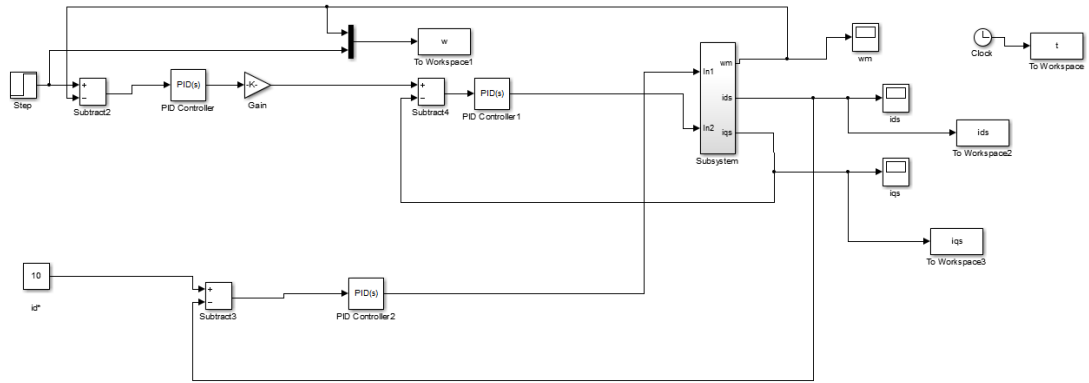 w
To Workspace1
wm
Clock
t
To Workspace
Step
+
−
Subtract2
PID(s)
PID Controller
-K-
Gain
+
−
Subtract4
PID(s)
PID Controller1
In1
In2
wm
ids
iqs
Subsystem
ids
ids
To Workspace2
iqs
iqs
To Workspace3
10
id*
+
−
Subtract3
PID(s)
PID Controller2